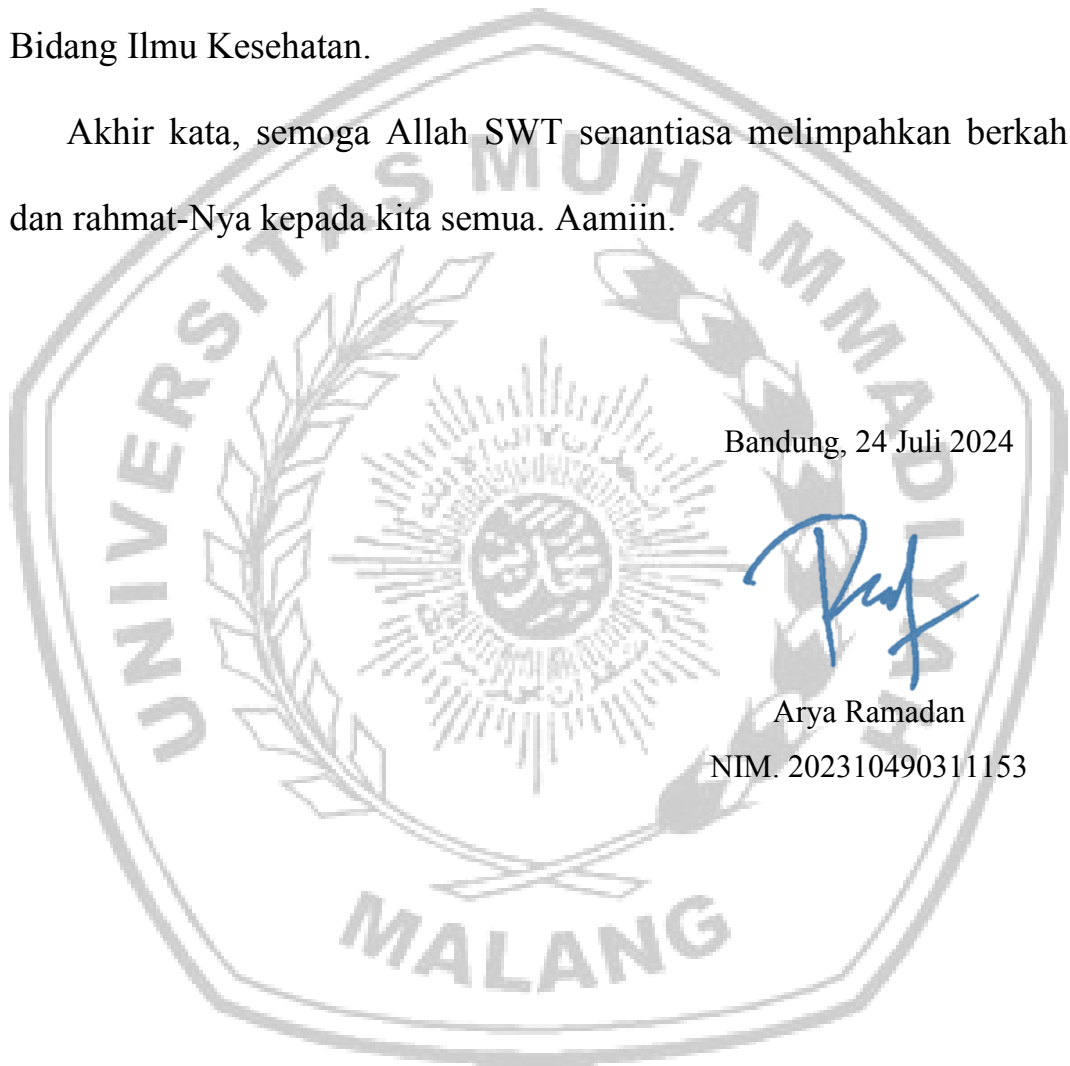 Bidang Ilmu Kesehatan.
Akhir kata, semoga Allah SWT senantiasa melimpahkan berkah
dan rahmat-Nya kepada kita semua. Aamiin.
UNIVERSITAS MUHAMMADIYAH
Bandung, 24 Juli 2024
Arya Ramadan
NIM. 202310490311153
MALANG